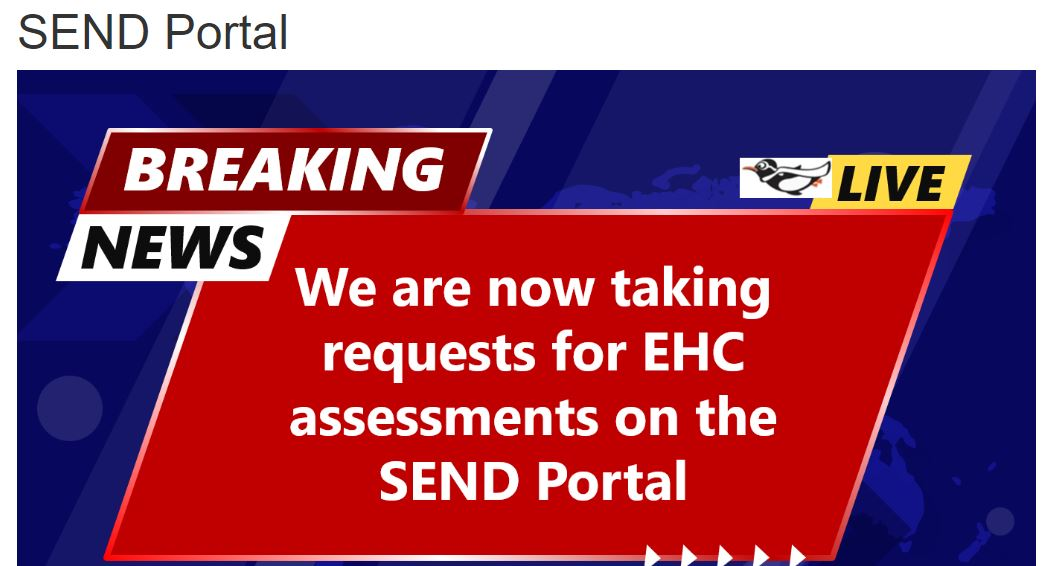 SEND Portal
BREAKING
LIVE
NEWS
We are now taking
requests for EHC
assessments on the
SEND Portal